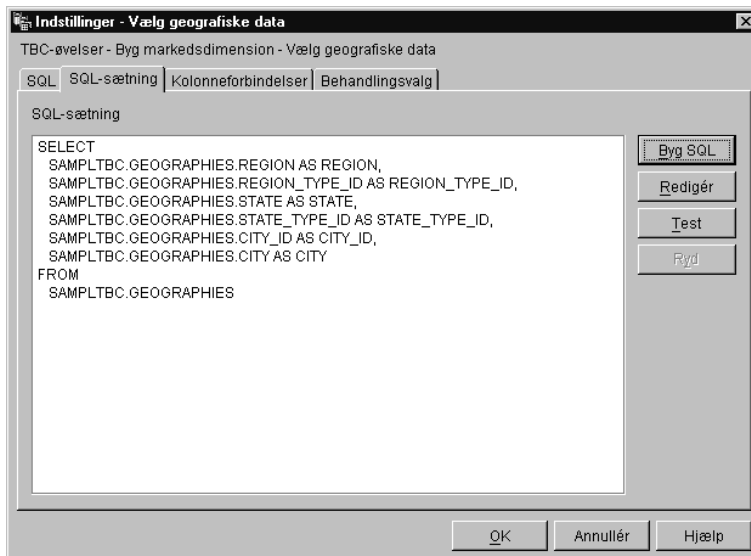 Indstillinger - Vælg geografiske data
TBC-øvelser - Byg markedsdimension - Vælg geografiske data
SQL SQL-sætning Kolonneforbindelser Behandlingsvalg
SQL-sætning
SELECT
SAMPLTBC.GEOGRAPHIES.REGION AS REGION,
SAMPLTBC.GEOGRAPHIES.REGION_TYPE_ID AS REGION_TYPE_ID,
SAMPLTBC.GEOGRAPHIES.STATE AS STATE,
SAMPLTBC.GEOGRAPHIES.STATE_TYPE_ID AS STATE_TYPE_ID,
SAMPLTBC.GEOGRAPHIES.CITY_ID AS CITY_ID,
SAMPLTBC.GEOGRAPHIES.CITY AS CITY
FROM
SAMPLTBC.GEOGRAPHIES
Byg SQL
Redigér
Test
Ryd
OK Annullér Hjælp